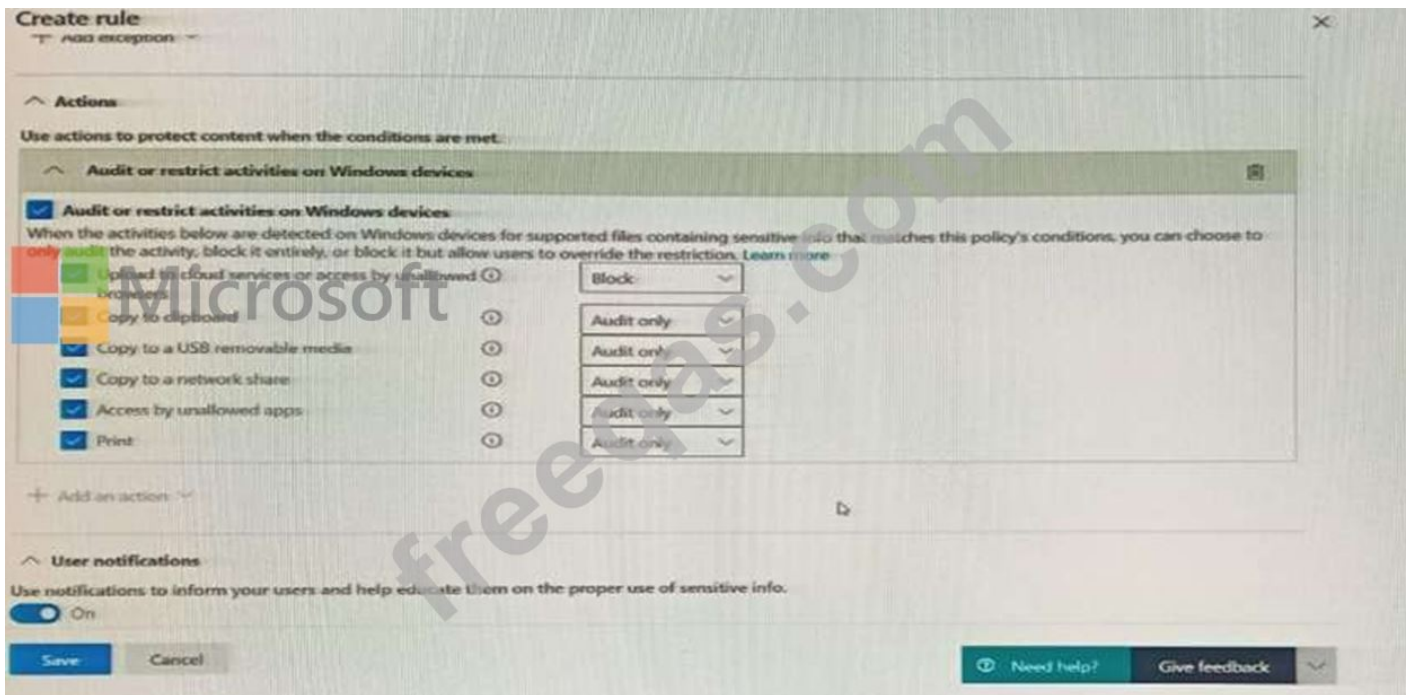 Create rule
Add exception
Actions
Use actions to protect content when the conditions are met.
Audit or restrict activities on Windows devices
Audit or restrict activities on Windows devices
When the activities below are detected on Windows devices for supported files containing sensitive info that matches this policy's conditions, you can choose to
only audit the activity, block it entirely, or block it but allow users to override the restriction. Learn more
Upload to cloud services or access by unallowed Block
browsers
Microsoft
Copy to clipboard Audit only
Copy to a USB removable media Audit only
Copy to a network share Audit only
Access by unallowed apps Audit only
Print Audit only
+ Add an action
User notifications
Use notifications to inform your users and help educate them on the proper use of sensitive info.
On
Save Cancel Need help? Give feedback
freeqas.com